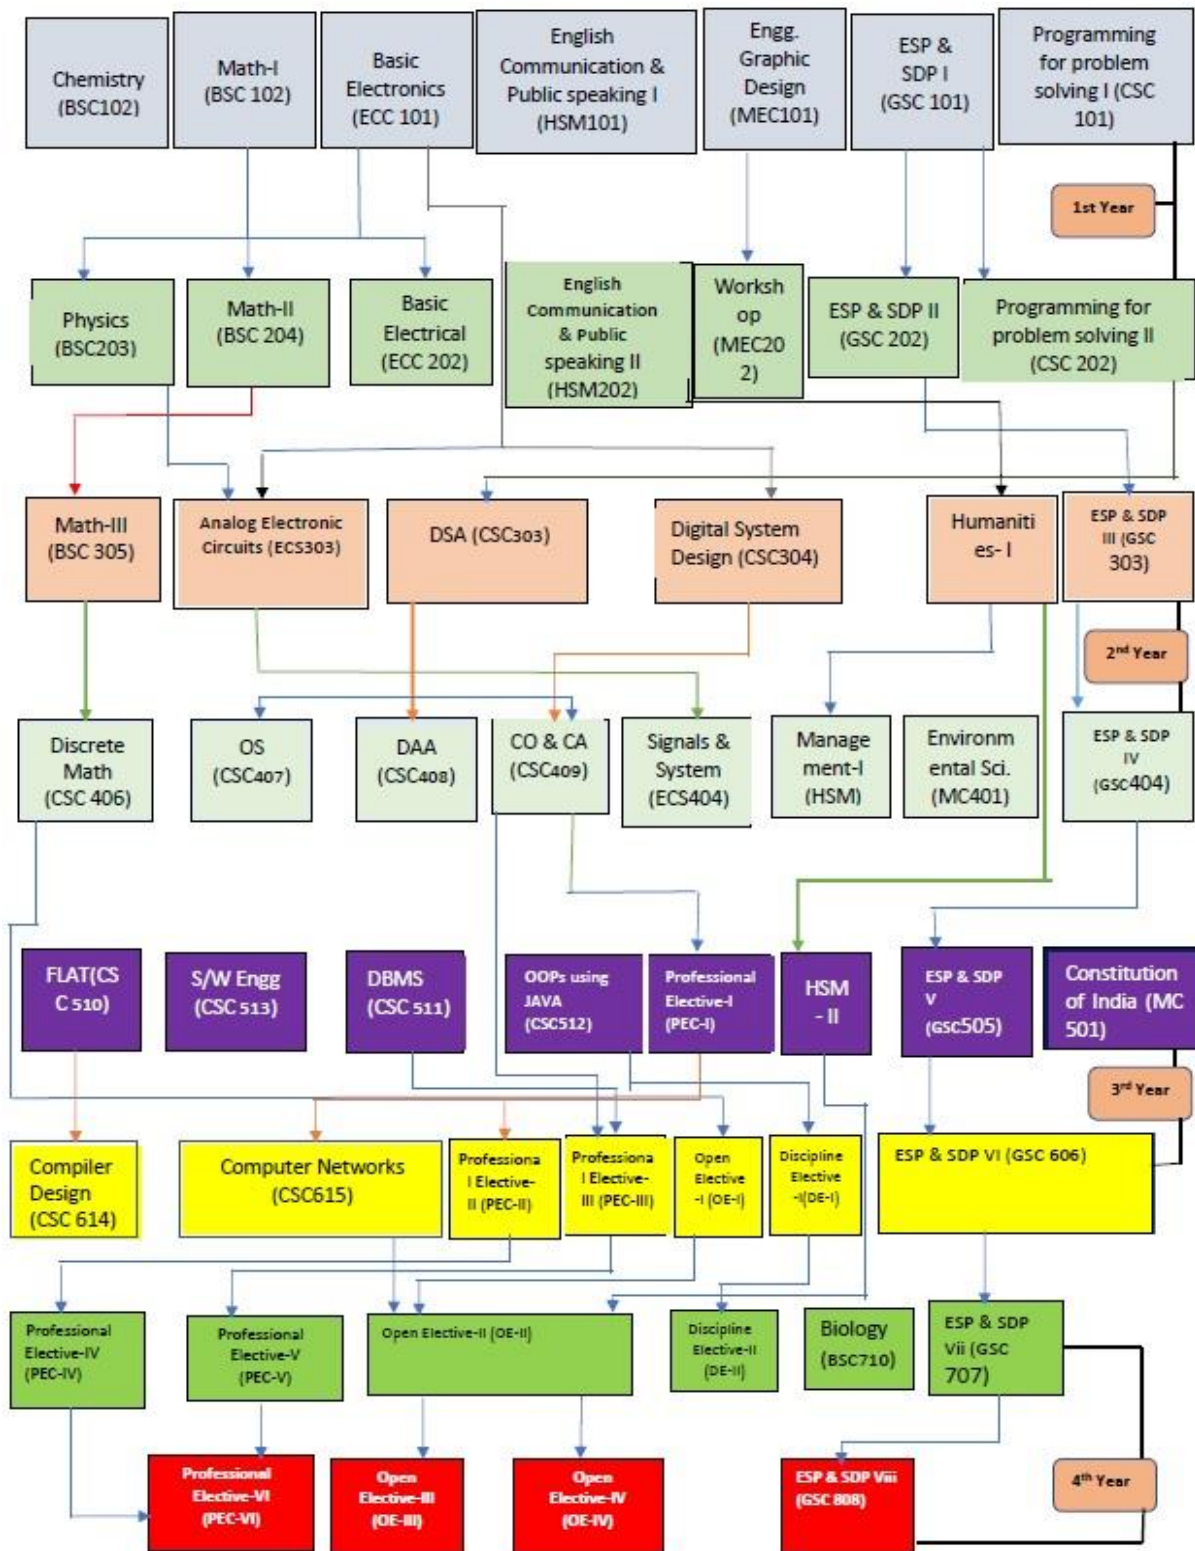 Chemistry
(BSC102)
Math-I
(BSC 102)
Basic
Electronics
(ECC 101)
English
Communication &
Public speaking I
(HSM101)
Engg.
Graphic
Design
(MEC101)
ESP &
SDP I
(GSC 101)
Programming
for problem
solving I (CSC
101)
1st Year
Physics
(BSC203)
Math-II
(BSC 204)
Basic
Electrical
(ECC 202)
English
Communication
& Public
speaking II
(HSM202)
Worksh
op
(MEC20
2)
ESP & SDP II
(GSC 202)
Programming for
problem solving II
(CSC 202)
Math-III
(BSC 305)
Analog Electronic
Circuits (ECS303)
DSA (CSC303)
Digital System
Design (CSC304)
Humaniti
es- I
ESP & SDP
III (GSC
303)
2nd Year
Discrete
Math
(CSC 406)
OS
(CSC407)
DAA
(CSC408)
CO & CA
(CSC409)
Signals &
System
(ECS404)
Manage
ment-I
(HSM)
Environm
ental Sci.
(MC401)
ESP & SDP
IV
(GSC404)
FLAT(CS
C 510)
S/W Engg
(CSC 513)
DBMS
(CSC 511)
OOPs using
JAVA
(CSC512)
Professional
Elective-I
(PEC-I)
HSM
- II
ESP & SDP
V
(GSC505)
Constitution
of India (MC
501)
3rd Year
Compiler
Design
(CSC 614)
Computer Networks
(CSC615)
Professiona
l Elective-
II (PEC-II)
Professiona
l Elective-
III (PEC-III)
Open
Elective
-I (OE-I)
Discipline
Elective
-I(DE-I)
ESP & SDP VI (GSC 606)
Professional
Elective-IV
(PEC-IV)
Professional
Elective-V
(PEC-V)
Open Elective-II (OE-II)
Discipline
Elective-II
(DE-II)
Biology
(BSC710)
ESP & SDP
Vii (GSC
707)
Professional
Elective-VI
(PEC-VI)
Open
Elective-III
(OE-III)
Open
Elective-IV
(OE-IV)
ESP & SDP Viii
(GSC 808)
4th Year